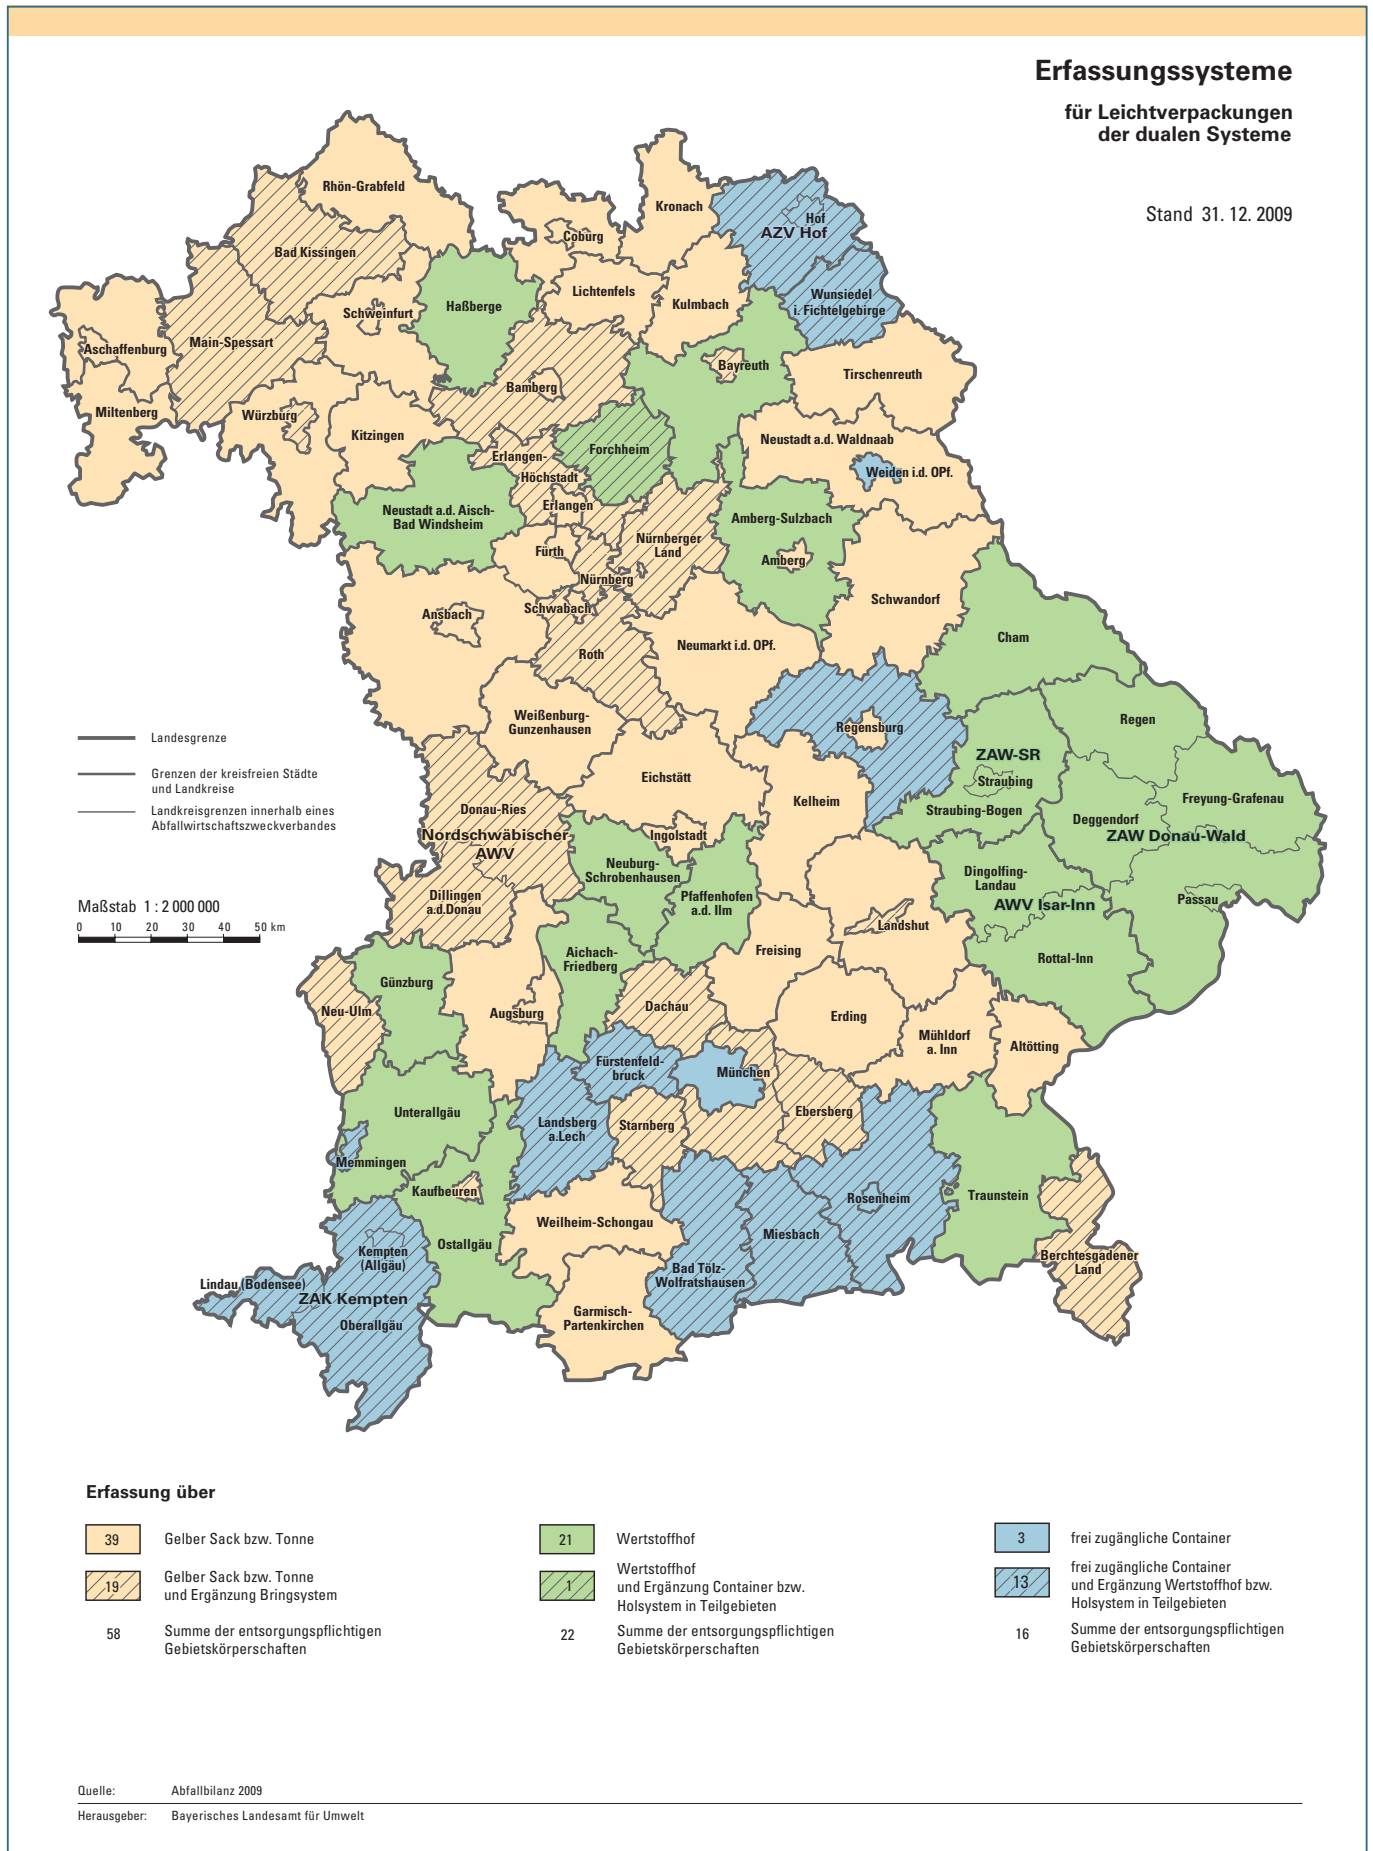 Erfassungssysteme
für Leichtverpackungen
der dualen Systeme
Stand 31. 12. 2009
Rhön-Grabfeld
Kronach
Hof
AZV Hof
Coburg
Bad Kissingen
Lichtenfels
Kulmbach
Wunsiedel
i. Fichtelgebirge
Haßberge
Schweinfurt
Main-Spessart
Aschaffenburg
Bayreuth
Tirschenreuth
Bamberg
Miltenberg
Würzburg
Kitzingen
Neustadt a.d. Waldnaab
Forchheim
Erlangen-
Höchstadt
Weiden i.d. OPf.
Erlangen
Neustadt a.d. Aisch-
Bad Windsheim
Amberg-Sulzbach
Nürnberger
Land
Fürth
Amberg
Nürnberg
Schwandorf
Schwabach
Ansbach
Cham
Neumarkt i.d. OPf.
Roth
Weißenburg-
Gunzenhausen
Regensburg
Regen
Landesgrenze
Grenzen der kreisfreien Städte
und Landkreise
Landkreisgrenzen innerhalb eines
Abfallwirtschaftszweckverbandes
ZAW-SR
Straubing
Eichstätt
Kelheim
Freyung-Grafenau
Donau-Ries
Straubing-Bogen
Deggendorf
Nordschwäbischer
AWV
Ingolstadt
ZAW Donau-Wald
Neuburg-
Schrobenhausen
Dingolfing-
Landau
Dillingen
a.d.Donau
Pfaffenhofen
a.d. Ilm
AWV Isar-Inn
Passau
Maßstab 1 : 2 000 000
0 10 20 30 40 50 km
Landshut
Freising
Aichach-
Friedberg
Rottal-Inn
Günzburg
Neu-Ulm
Augsburg
Dachau
Erding
Mühldorf
a. Inn
Altötting
Fürstenfeld-
bruck
München
Unterallgäu
Landsberg
a.Lech
Starnberg
Ebersberg
Memmingen
Kaufbeuren
Rosenheim
Traunstein
Weilheim-Schongau
Miesbach
Ostallgäu
Kempten
(Allgäu)
Berchtesgadener
Land
Bad Tölz-
Wolfratshausen
Lindau (Bodensee)
ZAK Kempten
Oberallgäu
Garmisch-
Partenkirchen
Erfassung über
39 Gelber Sack bzw. Tonne
19 Gelber Sack bzw. Tonne
und Ergänzung Bringsystem
58 Summe der entsorgungspflichtigen
Gebietskörperschaften
21 Wertstoffhof
1 Wertstoffhof
und Ergänzung Container bzw.
Holsystem in Teilgebieten
22 Summe der entsorgungspflichtigen
Gebietskörperschaften
3 frei zugängliche Container
13 frei zugängliche Container
und Ergänzung Wertstoffhof bzw.
Holsystem in Teilgebieten
16 Summe der entsorgungspflichtigen
Gebietskörperschaften
Quelle: Abfallbilanz 2009
Herausgeber: Bayerisches Landesamt für Umwelt